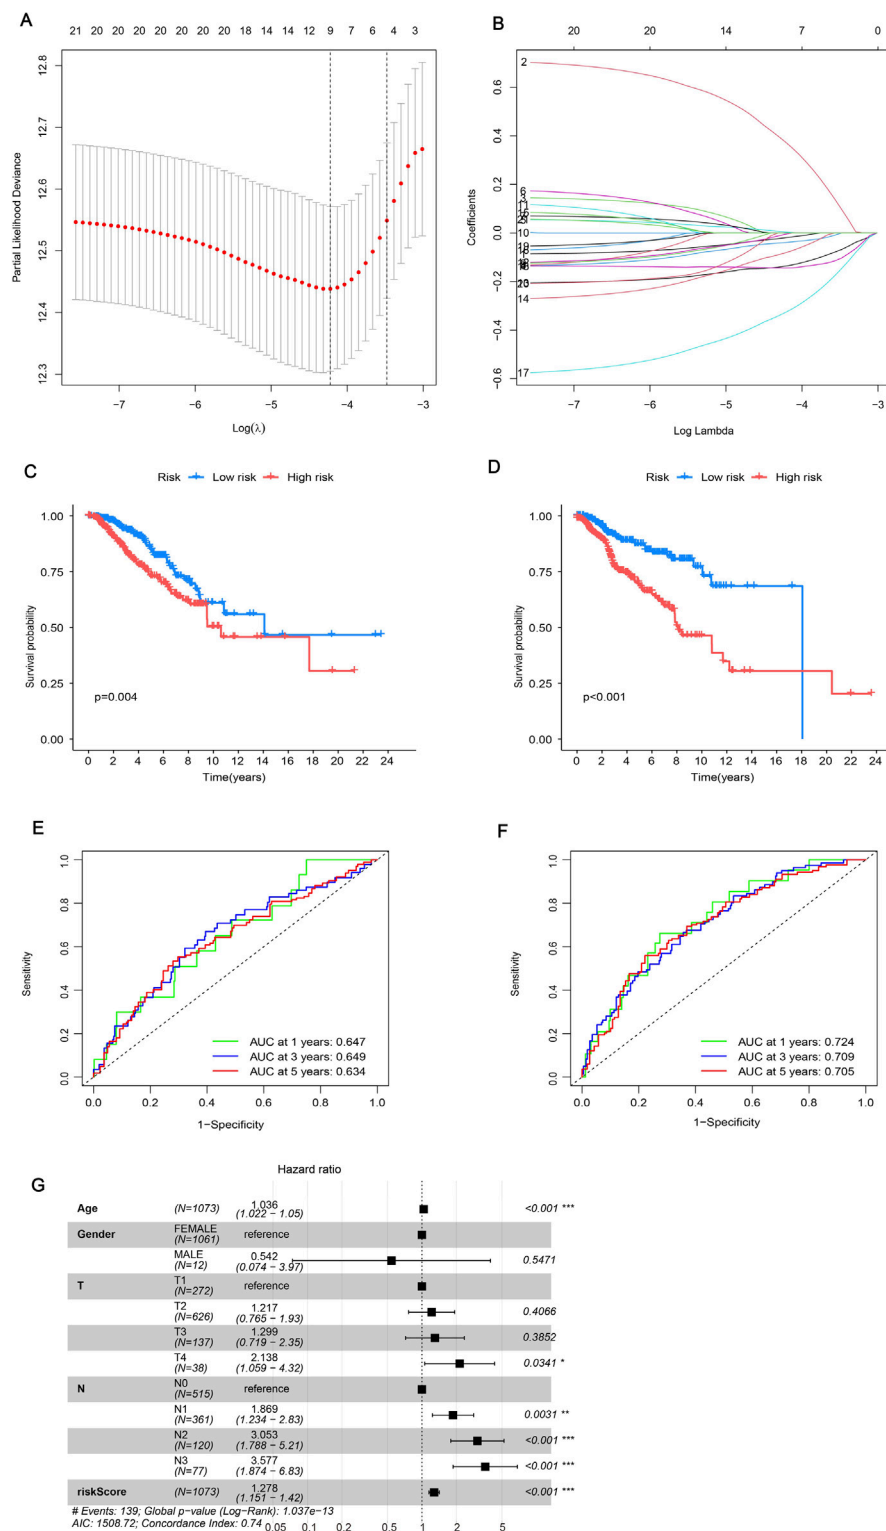 A
21 20 20 20 20 20 20 20 18 14 14 12 9 6 4 3
12.8
12.7
12.6
12.5
12.4
12.3
Partial Likelihood Deviance
−7 −6 −5 −4 −3
Log(λ)
B
20 20 14 7 0
0.6
0.4
0.2
0.0
−0.2
−0.4
−0.6
Coefficients
2
6
3
11
10
19
14
17
−7 −6 −5 −4 −3
Log Lambda
C
Risk Low risk High risk
1.00
0.75
0.50
0.25
0.00
Survival probability
p=0.004
0 2 4 6 8 10 12 14 16 18 20 22 24
Time(years)
D
Risk Low risk High risk
1.00
0.75
0.50
0.25
0.00
Survival probability
p<0.001
0 2 4 6 8 10 12 14 16 18 20 22 24
Time(years)
E
1.0
0.8
0.6
0.4
0.2
0.0
Sensitivity
AUC at 1 years: 0.647
AUC at 3 years: 0.649
AUC at 5 years: 0.634
0.0 0.2 0.4 0.6 0.8 1.0
1−Specificity
F
1.0
0.8
0.6
0.4
0.2
0.0
Sensitivity
AUC at 1 years: 0.724
AUC at 3 years: 0.709
AUC at 5 years: 0.705
0.0 0.2 0.4 0.6 0.8 1.0
1−Specificity
G
Hazard ratio
Age (N=1073) 1.036 <0.001 ***
(1.022 − 1.05)
Gender FEMALE reference
(N=1061)
MALE 0.542 0.5471
(N=12) (0.074 − 3.97)
T T1 reference
(N=272)
T2 1.217 0.4066
(N=626) (0.765 − 1.93)
T3 1.299 0.3852
(N=137) (0.719 − 2.35)
T4 2.138 0.0341 *
(N=38) (1.059 − 4.32)
N N0 reference
(N=515)
N1 1.869 0.0031 **
(N=361) (1.234 − 2.83)
N2 3.053 <0.001 ***
(N=120) (1.788 − 5.21)
N3 3.577 <0.001 ***
(N=77) (1.874 − 6.83)
riskScore (N=1073) 1.278 <0.001 ***
(1.151 − 1.42)
# Events: 139; Global p−value (Log−Rank): 1.037e−13
AIC: 1508.72; Concordance Index: 0.74
0.05 0.1 0.2 0.5 1 2 5